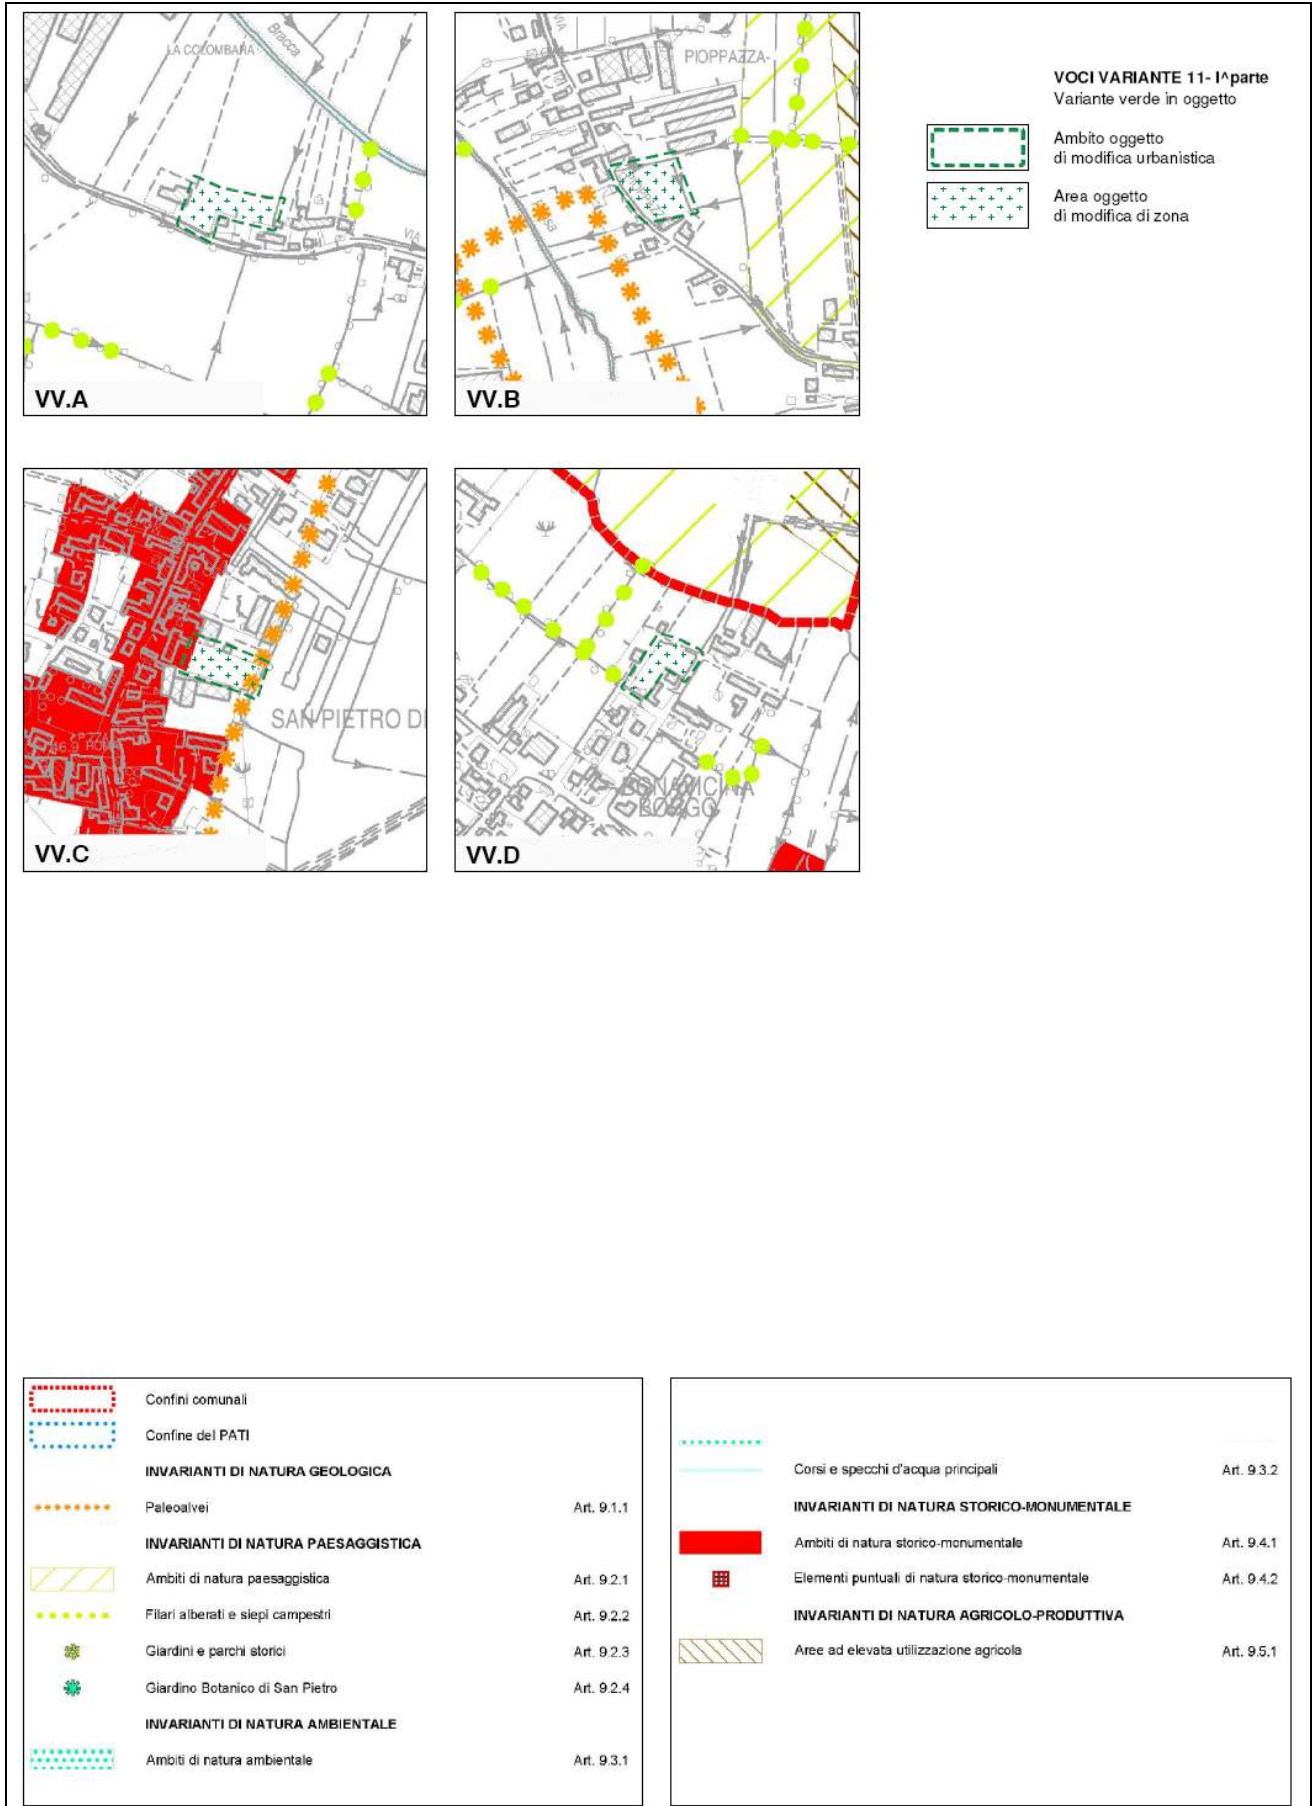 LA COLOMBARA
Bracca
VIA
VV.A
VIA
PIOPPAZZA
VV.B
VOCI VARIANTE 11- I^parte
Variante verde in oggetto
Ambito oggetto
di modifica urbanistica
Area oggetto
di modifica di zona
SAN PIETRO DI
VV.C
BONAVICINA
BORGO
VV.D
Confini comunali
Confine del PATI
INVARIANTI DI NATURA GEOLOGICA
Paleoalvei Art. 9.1.1
INVARIANTI DI NATURA PAESAGGISTICA
Ambiti di natura paesaggistica Art. 9.2.1
Filari alberati e siepi campestri Art. 9.2.2
Giardini e parchi storici Art. 9.2.3
Giardino Botanico di San Pietro Art. 9.2.4
INVARIANTI DI NATURA AMBIENTALE
Ambiti di natura ambientale Art. 9.3.1
Corsi e specchi d'acqua principali Art. 9.3.2
INVARIANTI DI NATURA STORICO-MONUMENTALE
Ambiti di natura storico-monumentale Art. 9.4.1
Elementi puntuali di natura storico-monumentale Art. 9.4.2
INVARIANTI DI NATURA AGRICOLO-PRODUTTIVA
Aree ad elevata utilizzazione agricola Art. 9.5.1